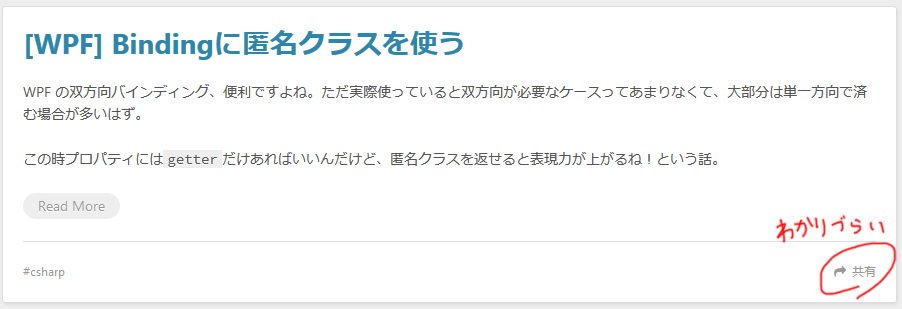 [WPF] Bindingに匿名クラスを使う
WPF の双方向バインディング、便利ですよね。ただ実際使っていると双方向が必要なケースってあまりなくて、大部分は単一方向で済
む場合が多いはず。
この時プロパティには getter だけあればいいんだけど、匿名クラスを返せると表現力が上がるね！という話。
Read More
わかりづらい
#csharp
共有